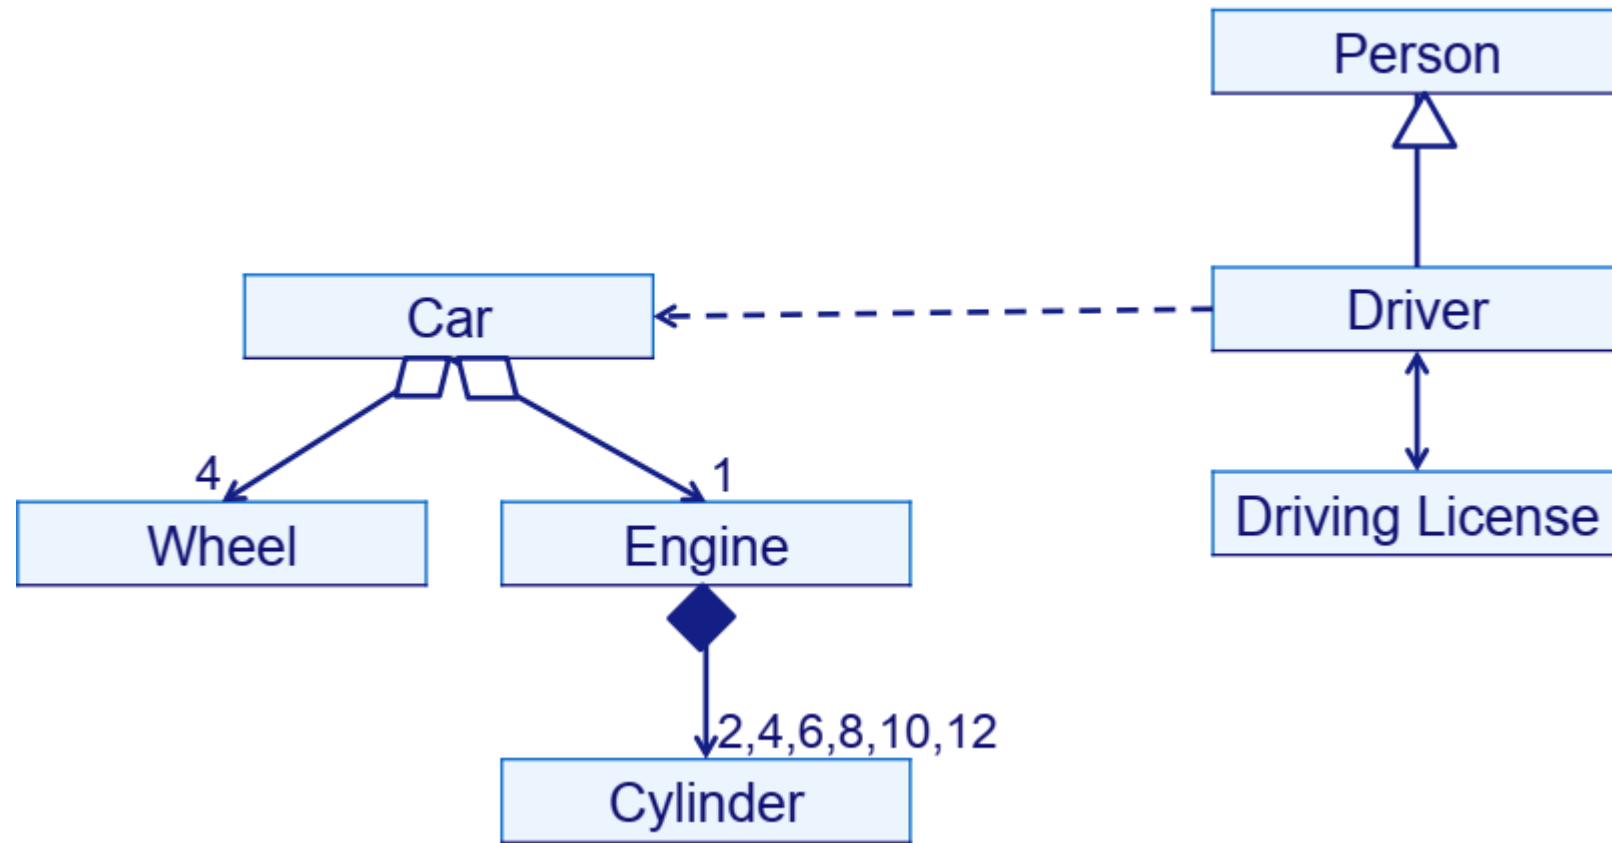 Person
Car
Driver
4
1
Wheel
Engine
Driving License
2,4,6,8,10,12
Cylinder